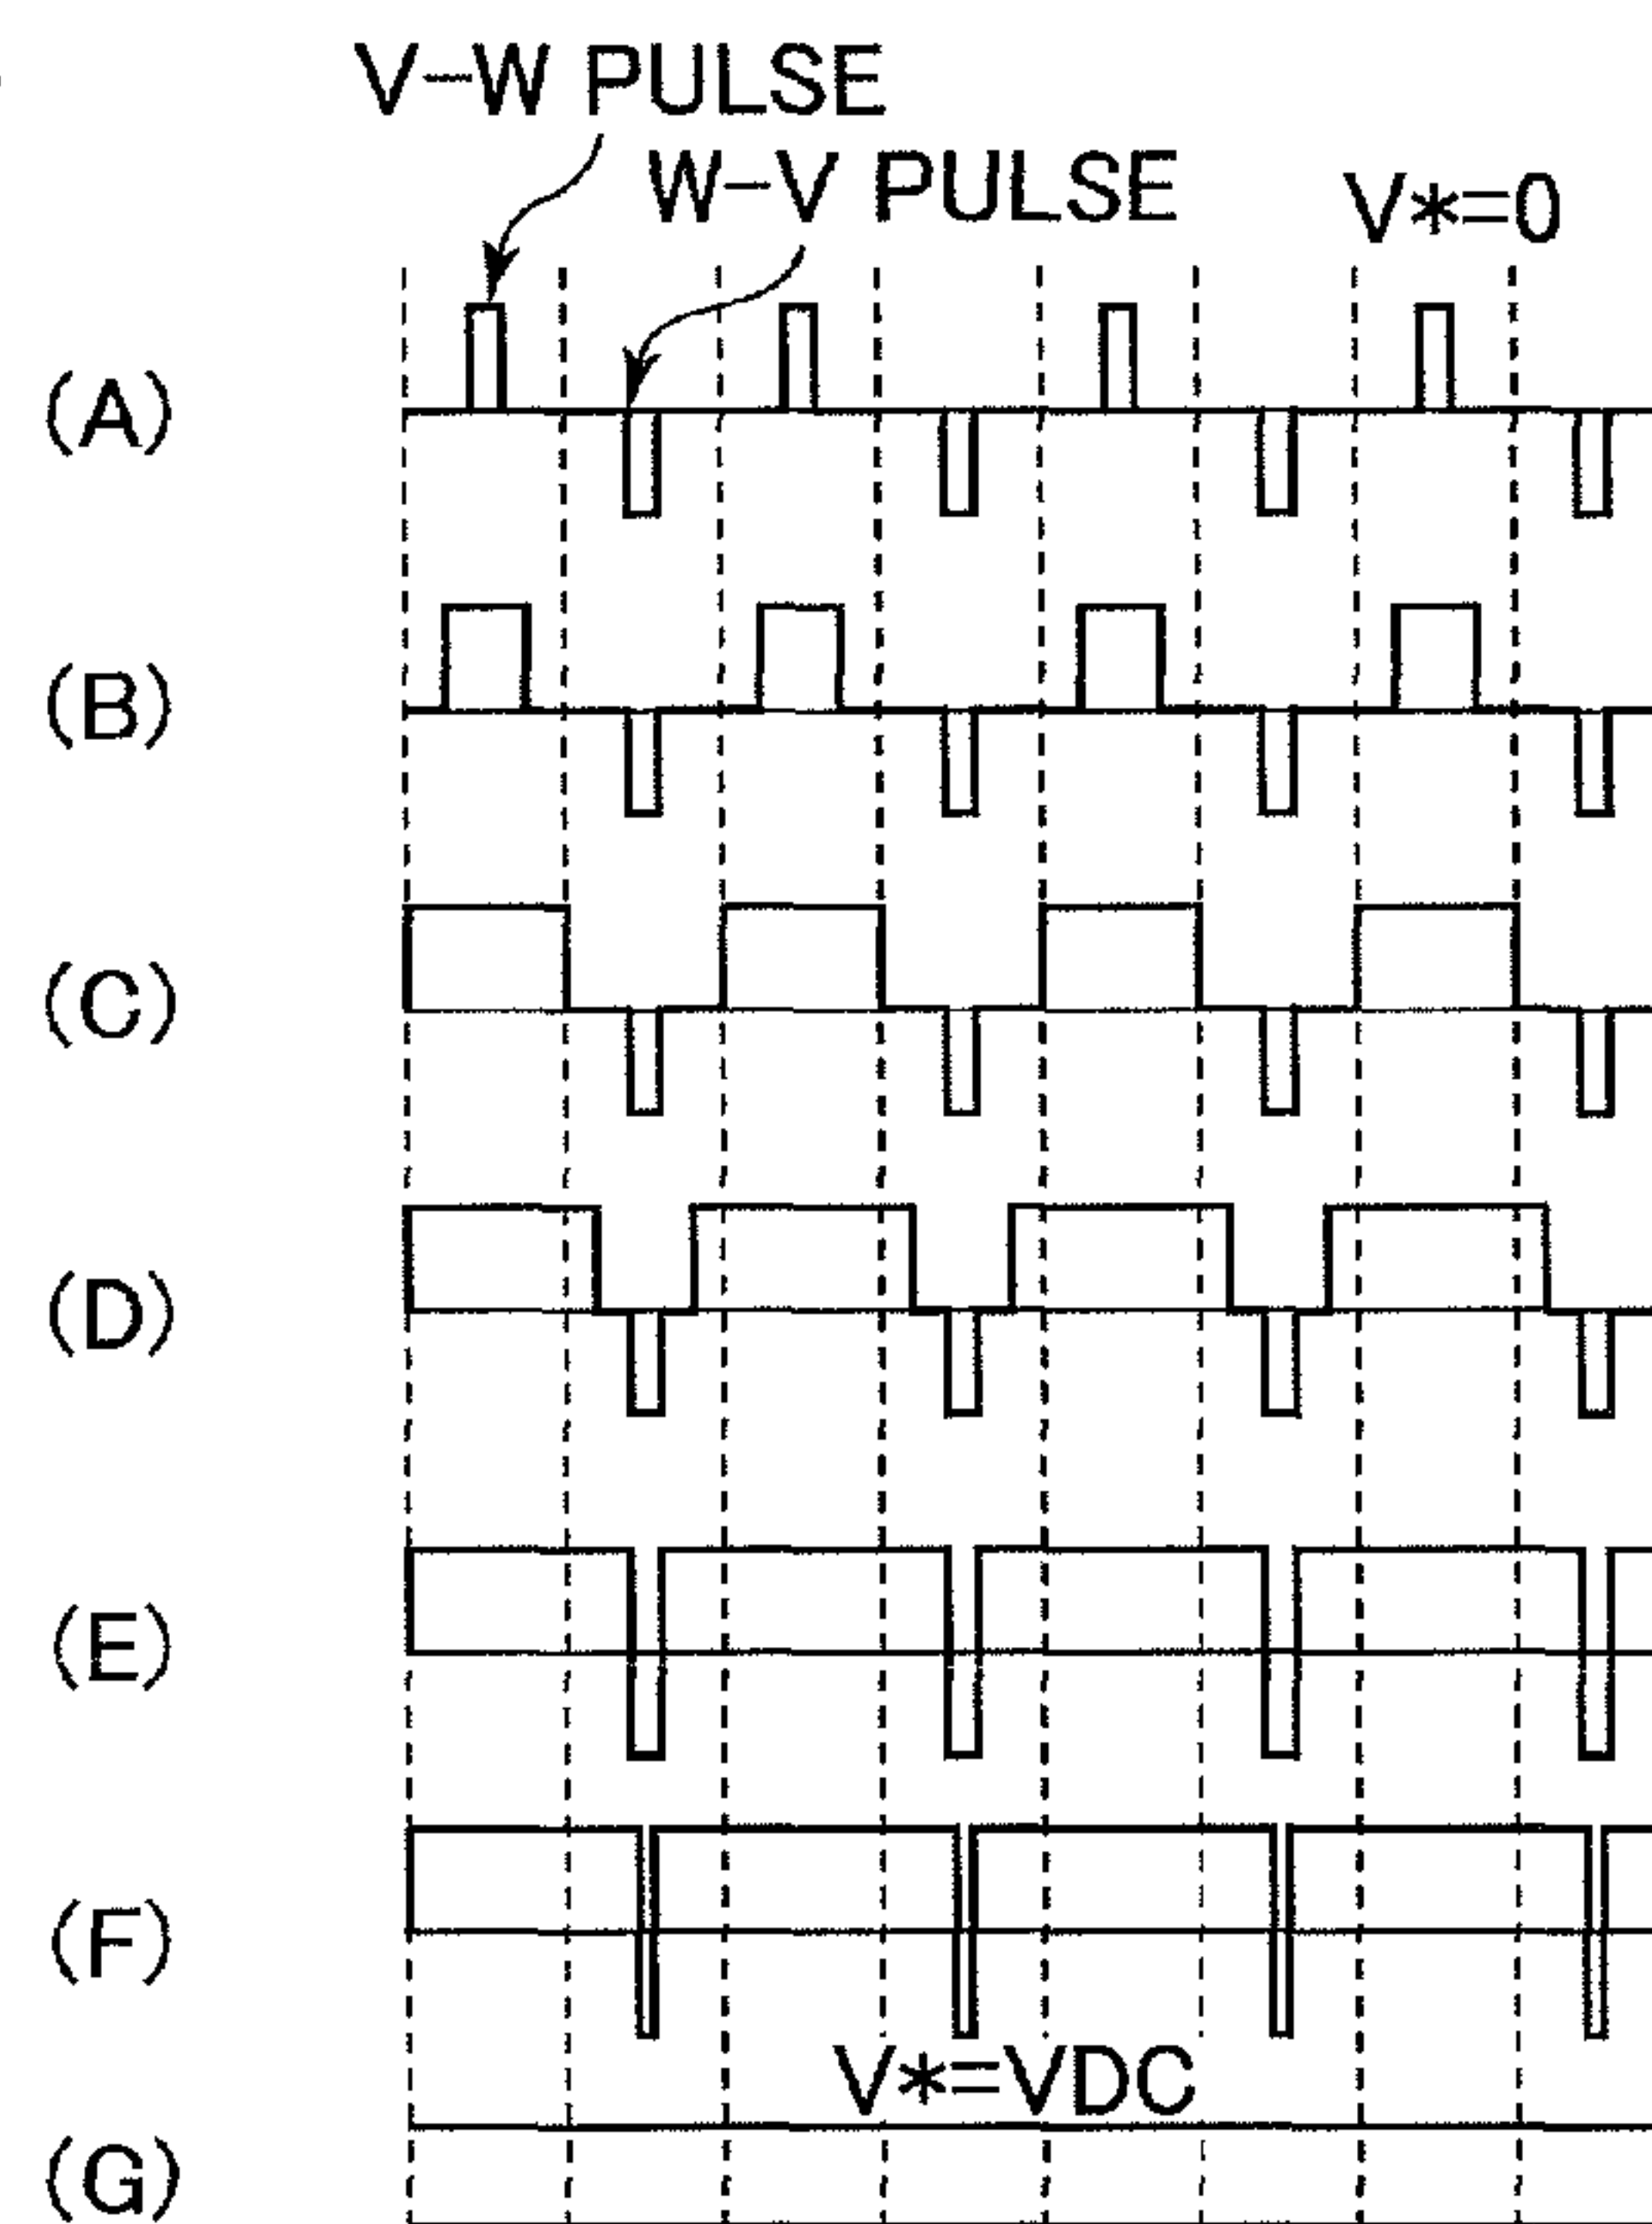 V-W PULSE
W-V PULSE
V*=0
(A)
(B)
(C)
(D)
(E)
(F)
V*=VDC
(G)